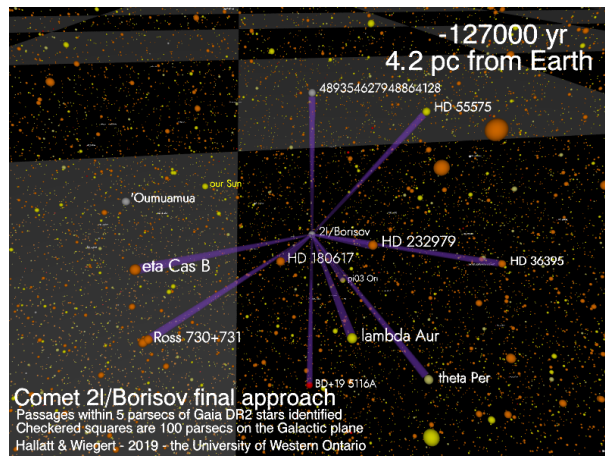 -127000 yr
4.2 pc from Earth
489354627948864128
HD 55575
our Sun
'Oumuamua
2I/Borisov
HD 232979
HD 180617
eta Cas B
HD 36395
pi03 Ori
Ross 730+731
lambda Aur
theta Per
BD+19 5116A
Comet 2I/Borisov final approach
Passages within 5 parsecs of Gaia DR2 stars identified
Checkered squares are 100 parsecs on the Galactic plane
Hallatt & Wiegert - 2019 - the University of Western Ontario